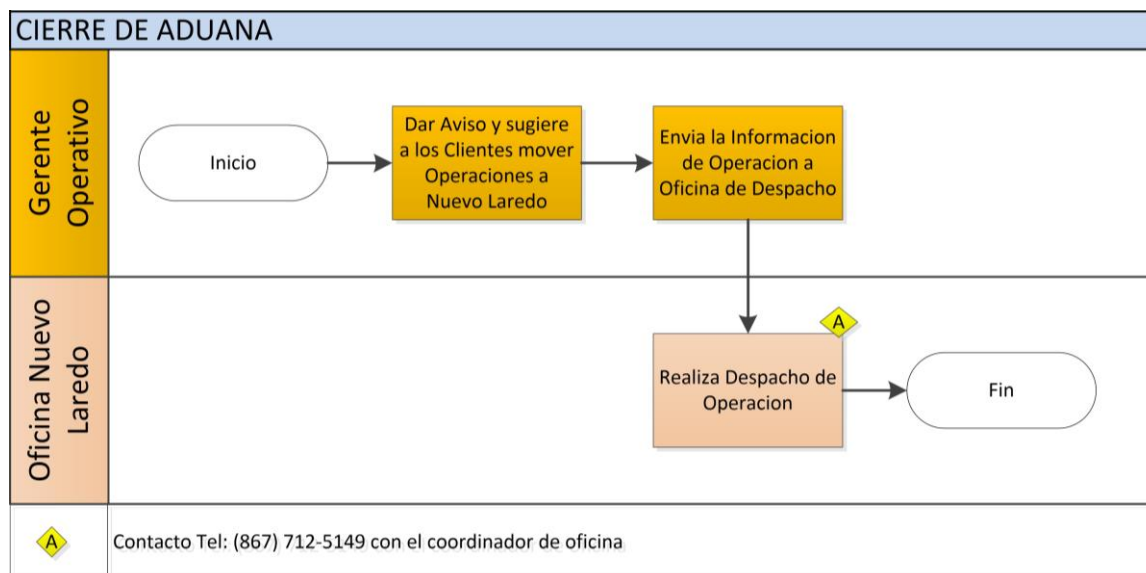 CIERRE DE ADUANA
Gerente
Operativo
Inicio
Dar Aviso y sugiere
a los Clientes mover
Operaciones a
Nuevo Laredo
Envia la Informacion
de Operacion a
Oficina de Despacho
Oficina Nuevo
Laredo
A
Realiza Despacho de
Operacion
Fin
A
Contacto Tel: (867) 712-5149 con el coordinador de oficina